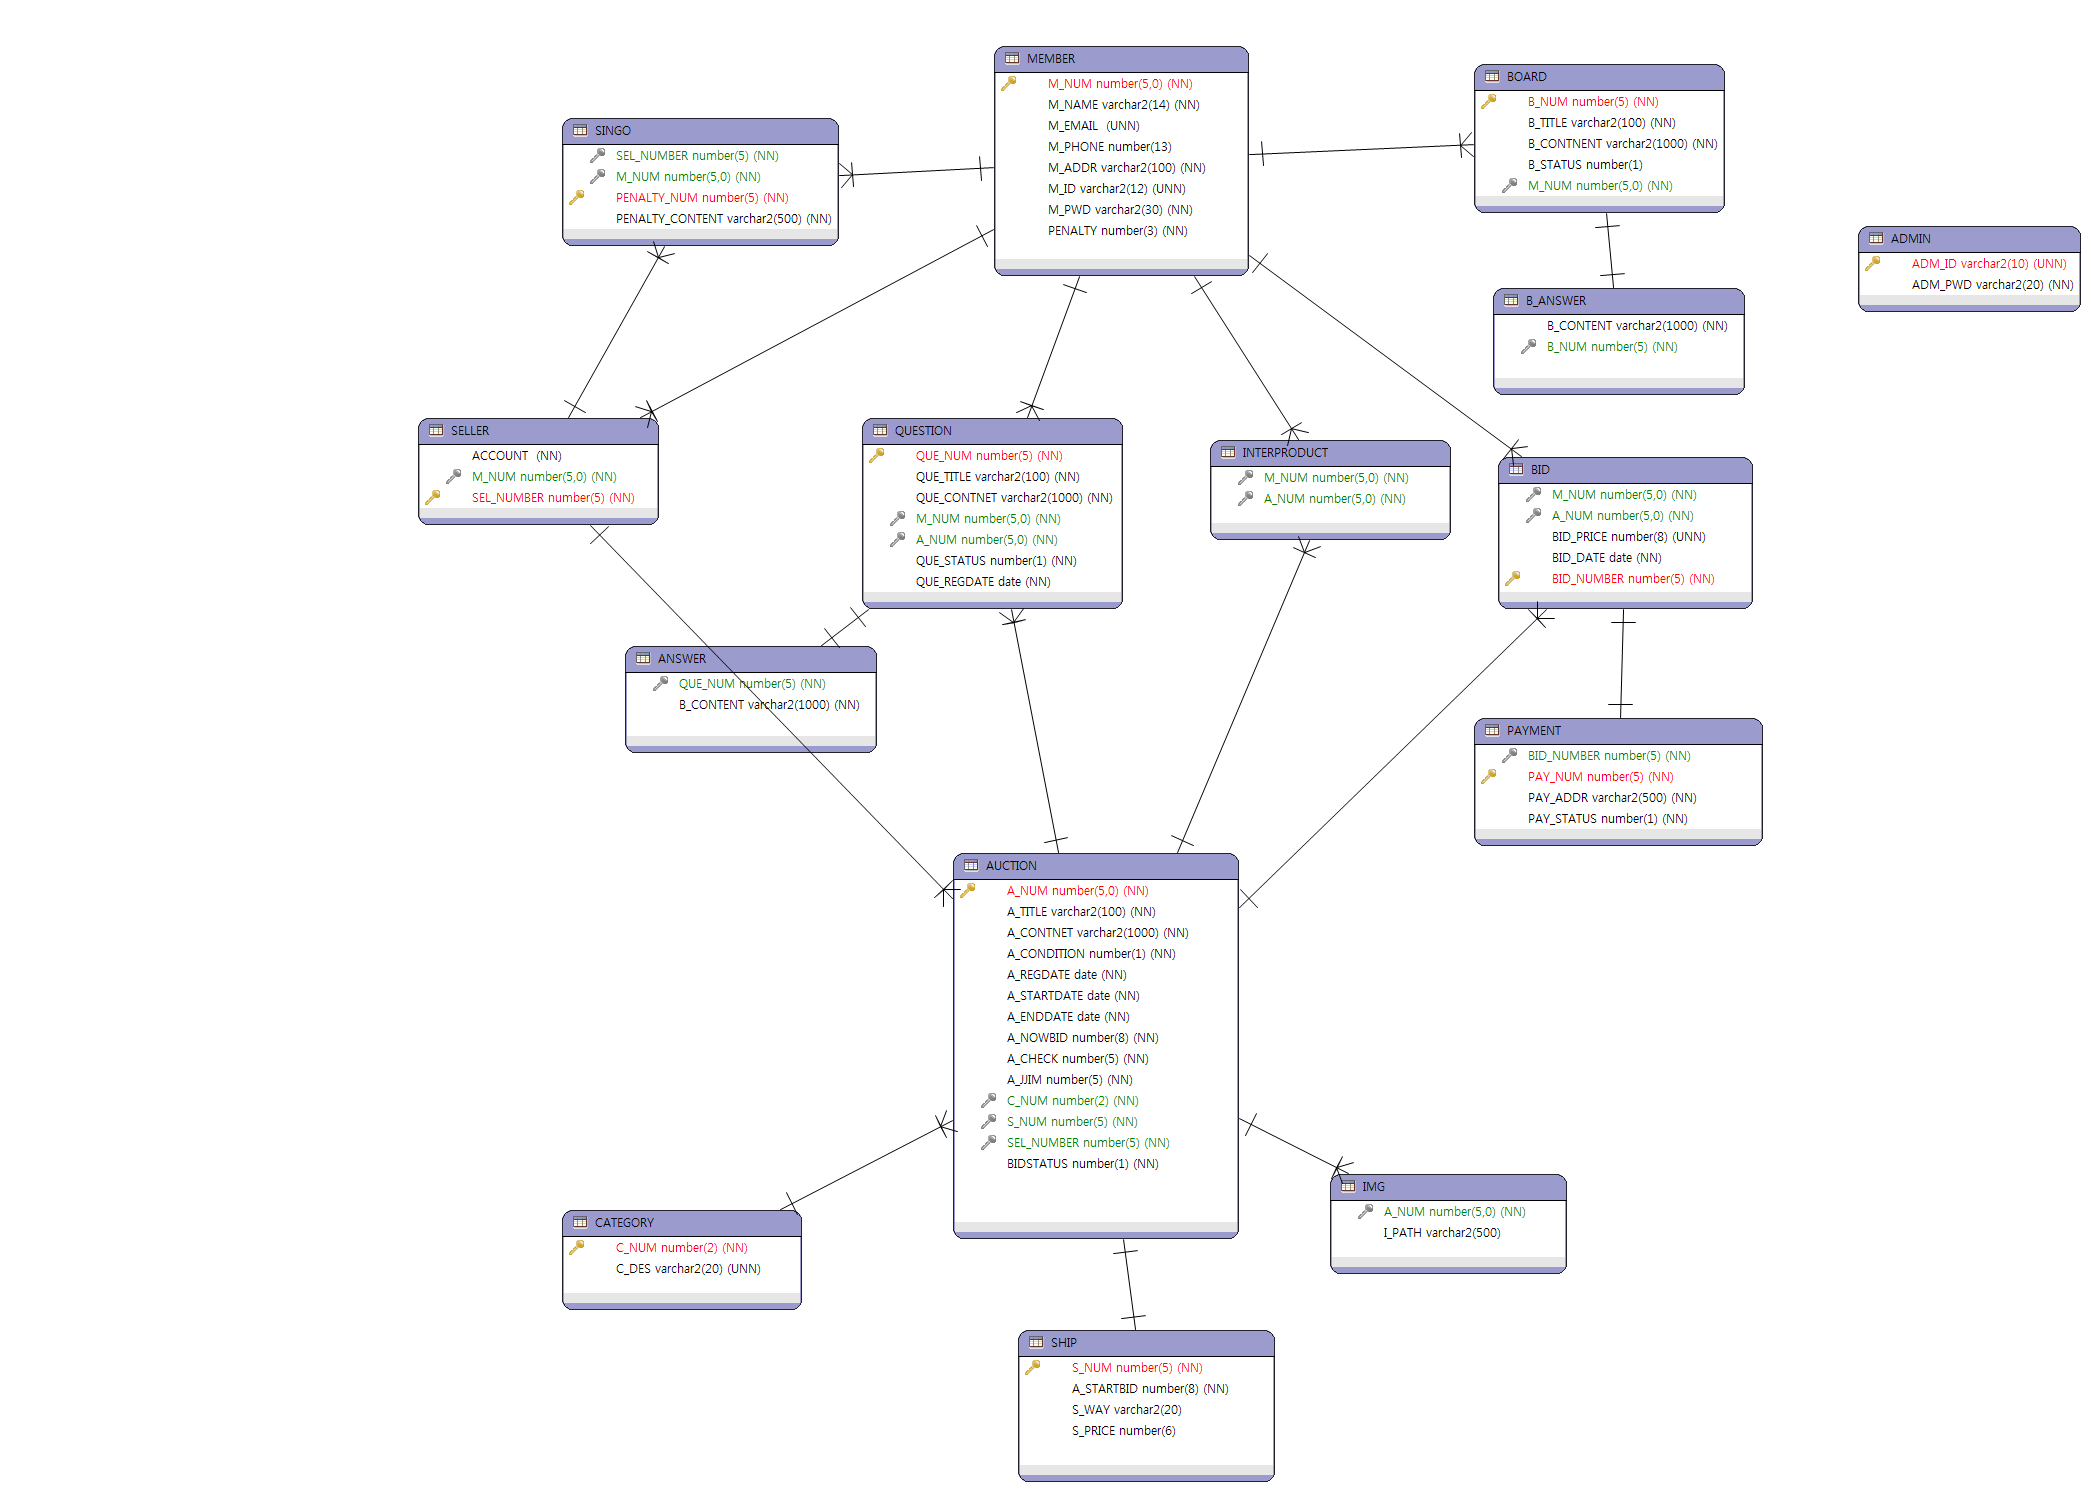 MEMBER
M_NUM number(5,0) (NN)
M_NAME varchar2(14) (NN)
M_EMAIL  (UNN)
M_PHONE number(13)
M_ADDR varchar2(100) (NN)
M_ID varchar2(12) (UNN)
M_PWD varchar2(30) (NN)
PENALTY number(3) (NN)
BOARD
B_NUM number(5) (NN)
B_TITLE varchar2(100) (NN)
B_CONTNENT varchar2(1000) (NN)
B_STATUS number(1)
M_NUM number(5,0) (NN)
SINGO
SEL_NUMBER number(5) (NN)
M_NUM number(5,0) (NN)
PENALTY_NUM number(5) (NN)
PENALTY_CONTENT varchar2(500) (NN)
ADMIN
ADM_ID varchar2(10) (UNN)
ADM_PWD varchar2(20) (NN)
B_ANSWER
B_CONTENT varchar2(1000) (NN)
B_NUM number(5) (NN)
SELLER
ACCOUNT  (NN)
M_NUM number(5,0) (NN)
SEL_NUMBER number(5) (NN)
QUESTION
QUE_NUM number(5) (NN)
QUE_TITLE varchar2(100) (NN)
QUE_CONTNET varchar2(1000) (NN)
M_NUM number(5,0) (NN)
A_NUM number(5,0) (NN)
QUE_STATUS number(1) (NN)
QUE_REGDATE date (NN)
INTERPRODUCT
M_NUM number(5,0) (NN)
A_NUM number(5,0) (NN)
BID
M_NUM number(5,0) (NN)
A_NUM number(5,0) (NN)
BID_PRICE number(8) (UNN)
BID_DATE date (NN)
BID_NUMBER number(5) (NN)
ANSWER
QUE_NUM number(5) (NN)
B_CONTENT varchar2(1000) (NN)
PAYMENT
BID_NUMBER number(5) (NN)
PAY_NUM number(5) (NN)
PAY_ADDR varchar2(500) (NN)
PAY_STATUS number(1) (NN)
AUCTION
A_NUM number(5,0) (NN)
A_TITLE varchar2(100) (NN)
A_CONTNET varchar2(1000) (NN)
A_CONDITION number(1) (NN)
A_REGDATE date (NN)
A_STARTDATE date (NN)
A_ENDDATE date (NN)
A_NOWBID number(8) (NN)
A_CHECK number(5) (NN)
A_JJIM number(5) (NN)
C_NUM number(2) (NN)
S_NUM number(5) (NN)
SEL_NUMBER number(5) (NN)
BIDSTATUS number(1) (NN)
IMG
A_NUM number(5,0) (NN)
I_PATH varchar2(500)
CATEGORY
C_NUM number(2) (NN)
C_DES varchar2(20) (UNN)
SHIP
S_NUM number(5) (NN)
A_STARTBID number(8) (NN)
S_WAY varchar2(20)
S_PRICE number(6)